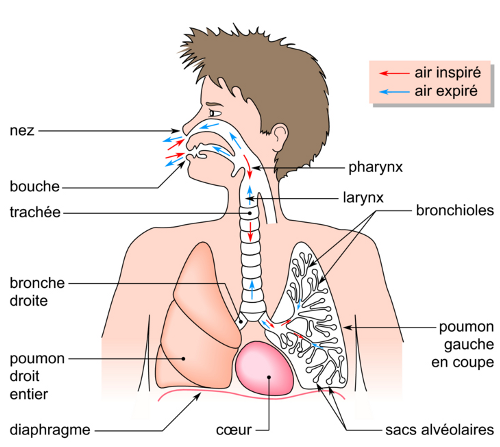 air inspiré
air expiré
nez
pharynx
bouche
larynx
trachée
bronchioles
bronche
droite
poumon
gauche
en coupe
poumon
droit
entier
diaphragme
cœur
sacs alvéolaires